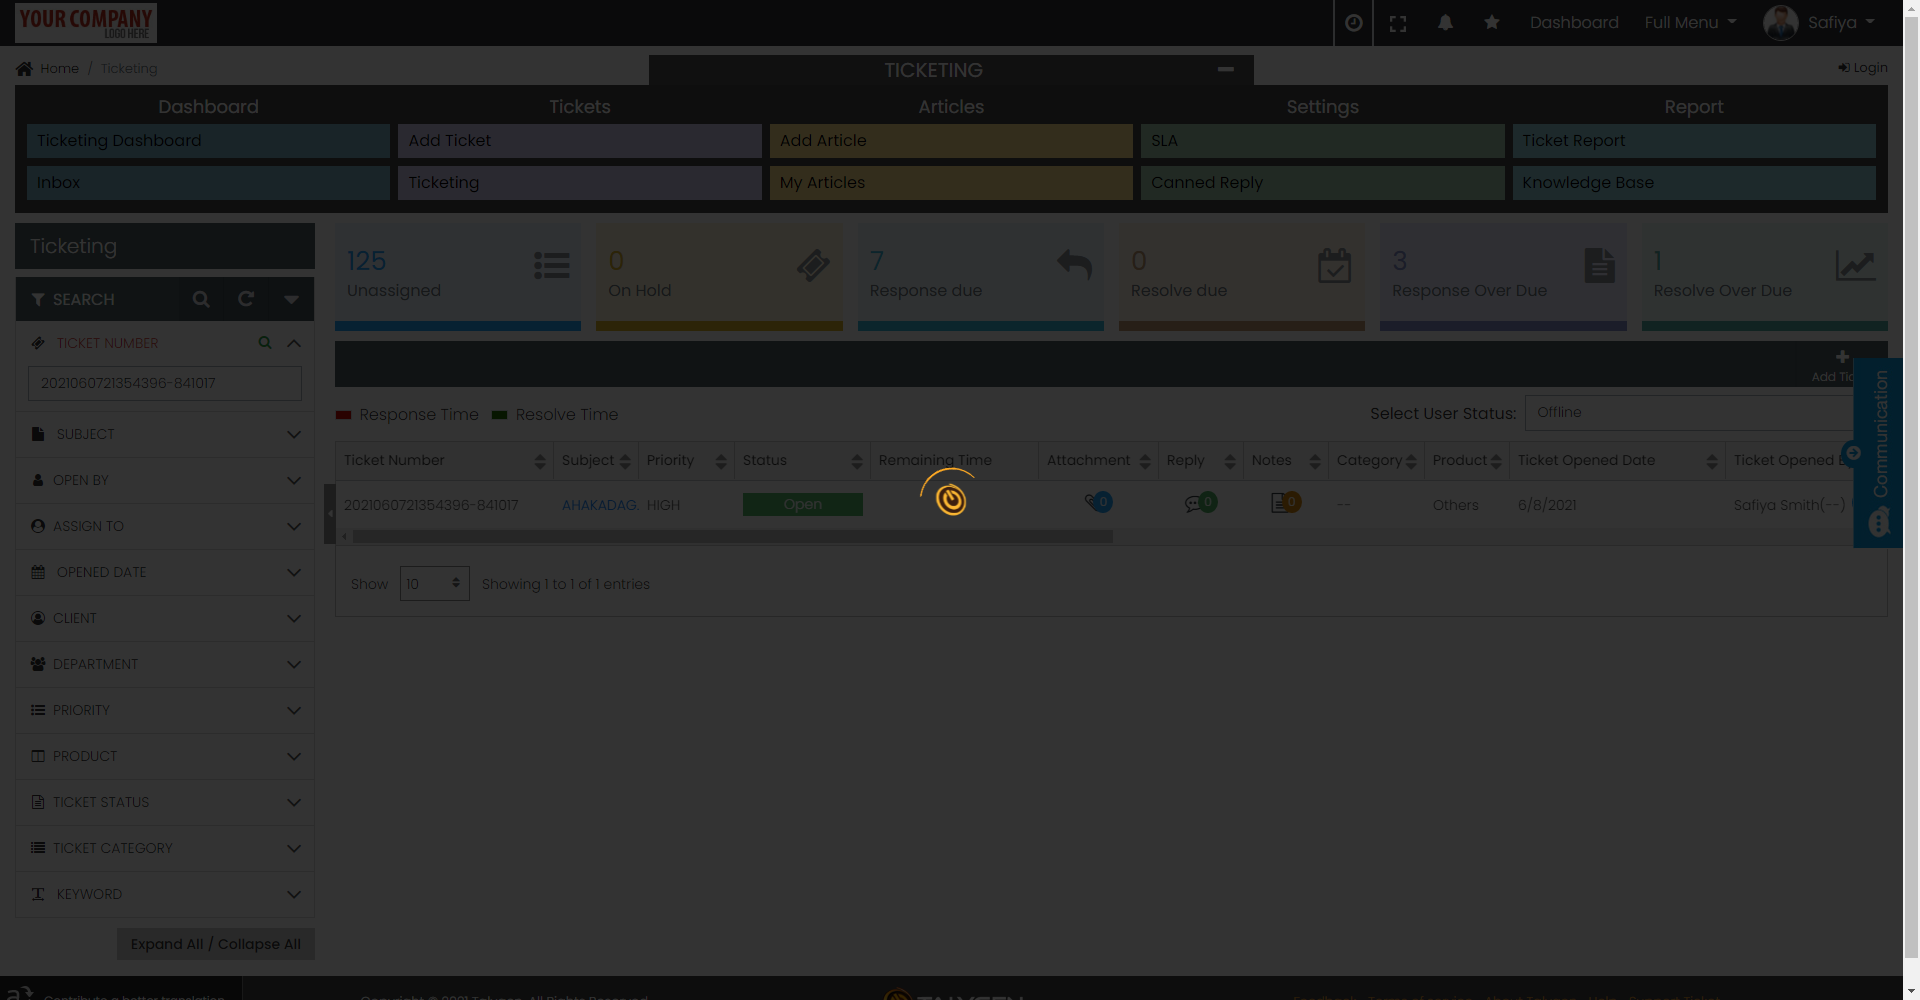 YOUR COMPANY
LOGO HERE
Dashboard
Full Menu
Safiya
Home / Ticketing
TICKETING
Login
Dashboard
Tickets
Articles
Settings
Report
Ticketing Dashboard
Add Ticket
Add Article
SLA
Ticket Report
Inbox
Ticketing
My Articles
Canned Reply
Knowledge Base
Ticketing
125
Unassigned
0
On Hold
7
Response due
0
Resolve due
3
Response Over Due
1
Resolve Over Due
SEARCH
TICKET NUMBER
2021060721354396-841017
SUBJECT
OPEN BY
ASSIGN TO
OPENED DATE
CLIENT
DEPARTMENT
PRIORITY
PRODUCT
TICKET STATUS
TICKET CATEGORY
KEYWORD
Expand All / Collapse All
Add Tic
Communication
Response Time
Resolve Time
Select User Status:
Offline
Ticket Number
Subject
Priority
Status
Remaining Time
Attachment
Reply
Notes
Category
Product
Ticket Opened Date
Ticket Opened
2021060721354396-841017
AHAKADAG.
HIGH
Open
0
0
0
--
Others
6/8/2021
Safiya Smith(--)
Show
10
Showing 1 to 1 of 1 entries
Contribute a better translation
Copyright © 2021 Talygen. All Rights Reserved
TALYGEN